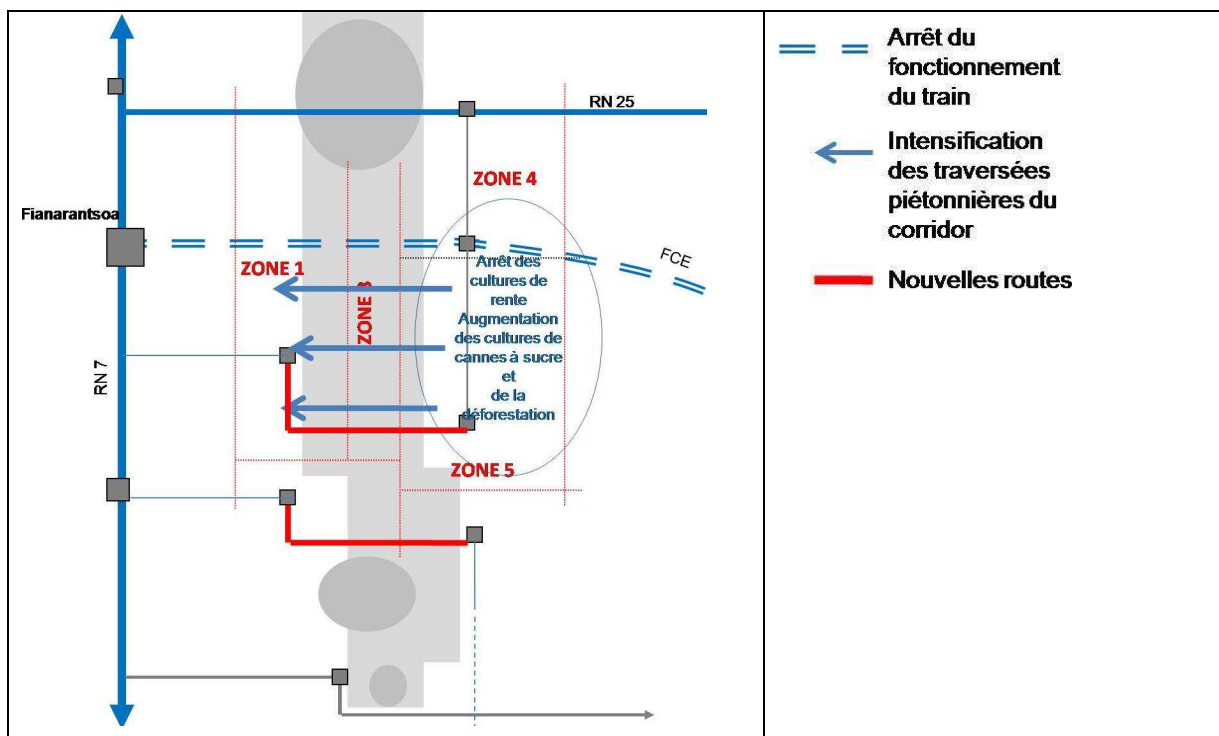 RN 25
ZONE 4
Fianarantsoa
ZONE 1
FCE
ZONE 3
Arrêt des
cultures de
rente
Augmentation
des cultures de
cannes à sucre et
et
de la
déforestation
RN 7
ZONE 5
Arrêt du
fonctionnement
du train
Intensification
des traversées
piétonnières du
corridor
Nouvelles routes